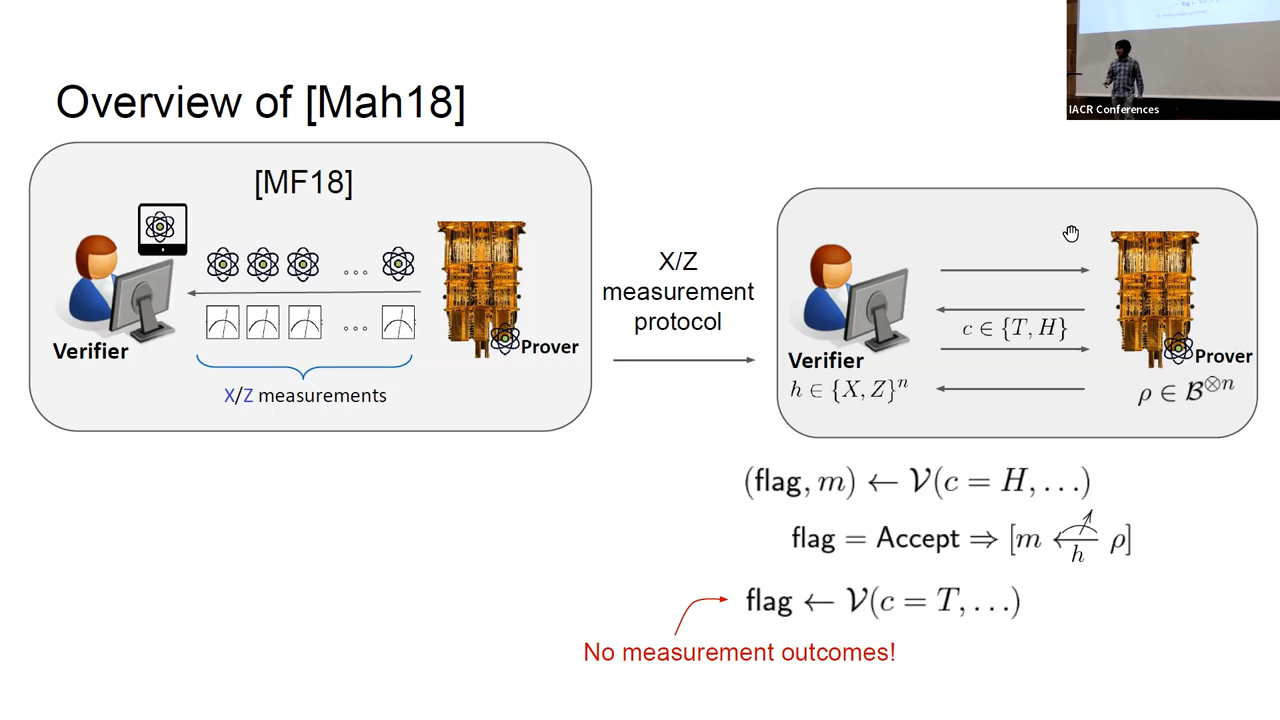 Overview of [Mah18]
IACR Conferences
[MF18]
Verifier
Prover
X/Z measurements
X/Z
measurement
protocol
c ∈ {T, H}
Verifier
Prover
h ∈ {X, Z}ⁿ
ρ ∈ 𝓑^{⊗n}
(flag, m) ← 𝒱(c = H, . . .)
flag = Accept ⇒ [m ← h ρ]
flag ← 𝒱(c = T, . . .)
No measurement outcomes!